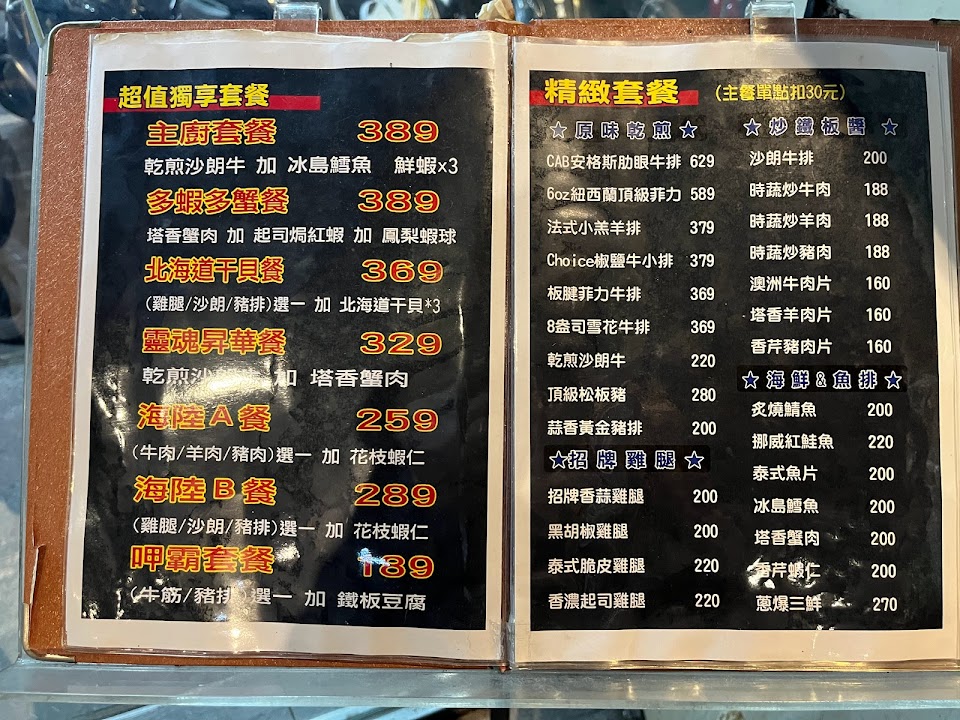 超值獨享套餐
主廚套餐 389
乾煎沙朗牛 加 冰島鱈魚 鮮蝦×3
多蝦多蟹餐 389
塔香蟹肉 加 起司焗紅蝦 加 鳳梨蝦球
北海道干貝餐 369
(雞腿/沙朗/豬排)選一 加 北海道干貝*3
靈魂昇華餐 329
乾煎沙朗牛 加 塔香蟹肉
海陸A餐 259
(牛肉/羊肉/豬肉)選一 加 花枝蝦仁
海陸B餐 289
(雞腿/沙朗/豬排)選一 加 花枝蝦仁
呷霸套餐 189
(牛筋/豬排)選一 加 鐵板豆腐
精緻套餐 (主餐單點扣30元)
☆原味乾煎★
CAB安格斯肋眼牛排 629
6oz紐西蘭頂級菲力 589
法式小羔羊排 379
Choice椒鹽牛小排 379
板腱菲力牛排 369
8盎司雪花牛排 369
乾煎沙朗牛 220
頂級松板豬 280
蒜香黃金豬排 200
★招牌雞腿☆
招牌香蒜雞腿 200
黑胡椒雞腿 200
泰式脆皮雞腿 220
香濃起司雞腿 220
★炒鐵板醬☆
沙朗牛排 200
時蔬炒牛肉 188
時蔬炒羊肉 188
時蔬炒豬肉 188
澳洲牛肉片 160
塔香羊肉片 160
香芹豬肉片 160
★海鮮&魚排☆
炙燒鯖魚 200
挪威紅鮭魚 220
泰式魚片 200
冰島鱈魚 200
塔香蟹肉 200
香芹蝦仁 200
蔥爆三鮮 270